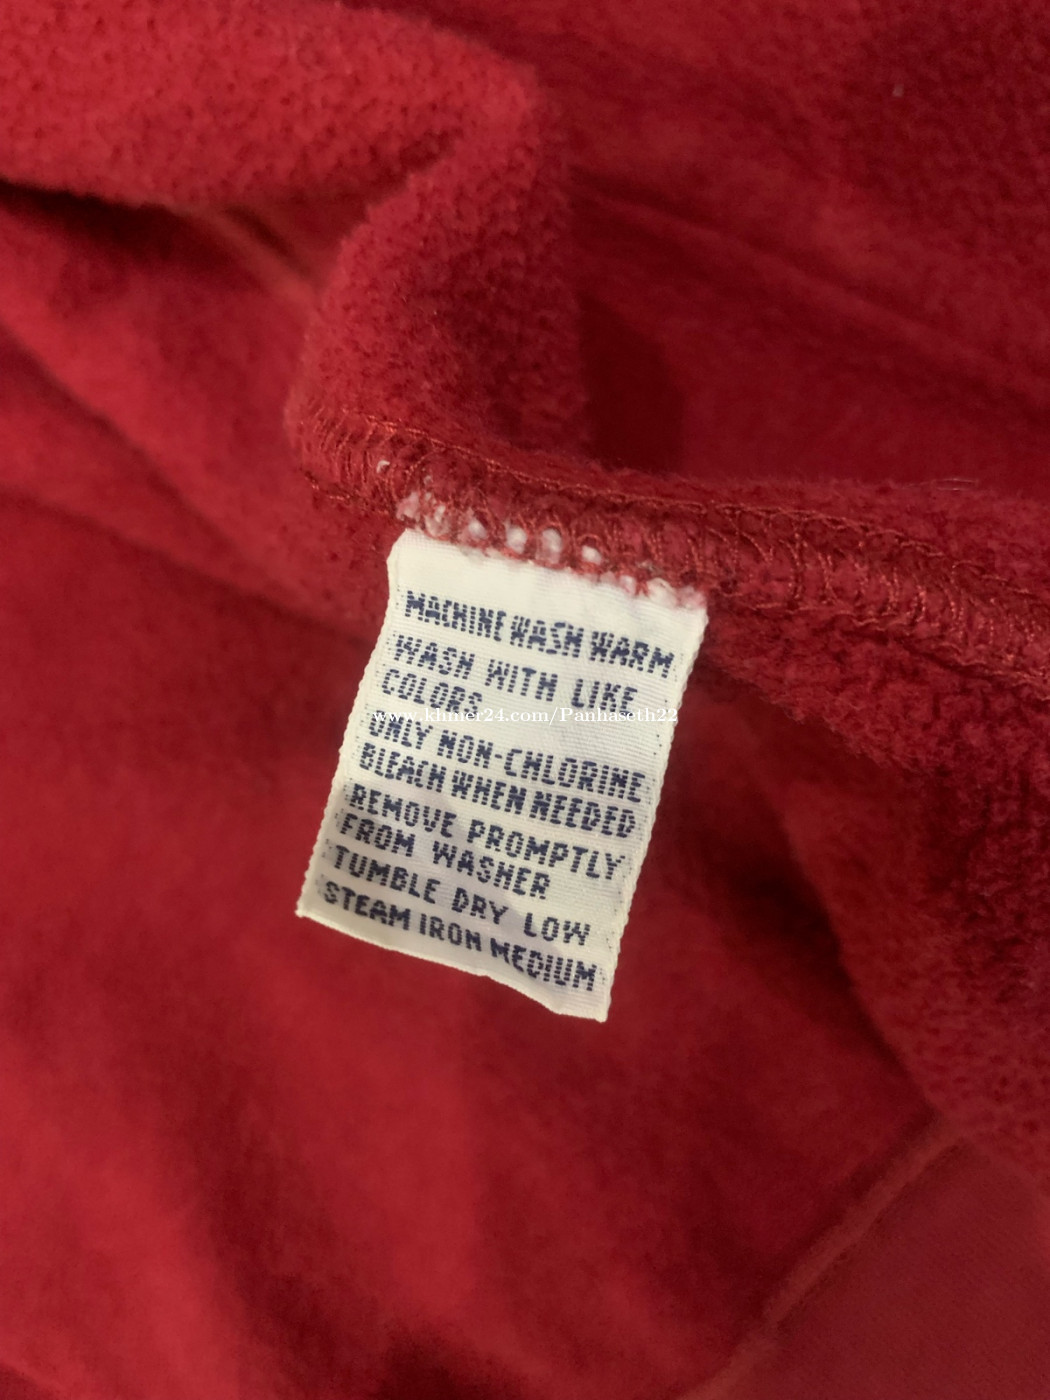 MACHINE WASH WARM
WASH WITH LIKE
COLORS
www.khmer24.com/Panhaseth22
ONLY NON-CHLORINE
BLEACH WHEN NEEDED
REMOVE PROMPTLY
FROM WASHER
TUMBLE DRY LOW
STEAM IRON MEDIUM